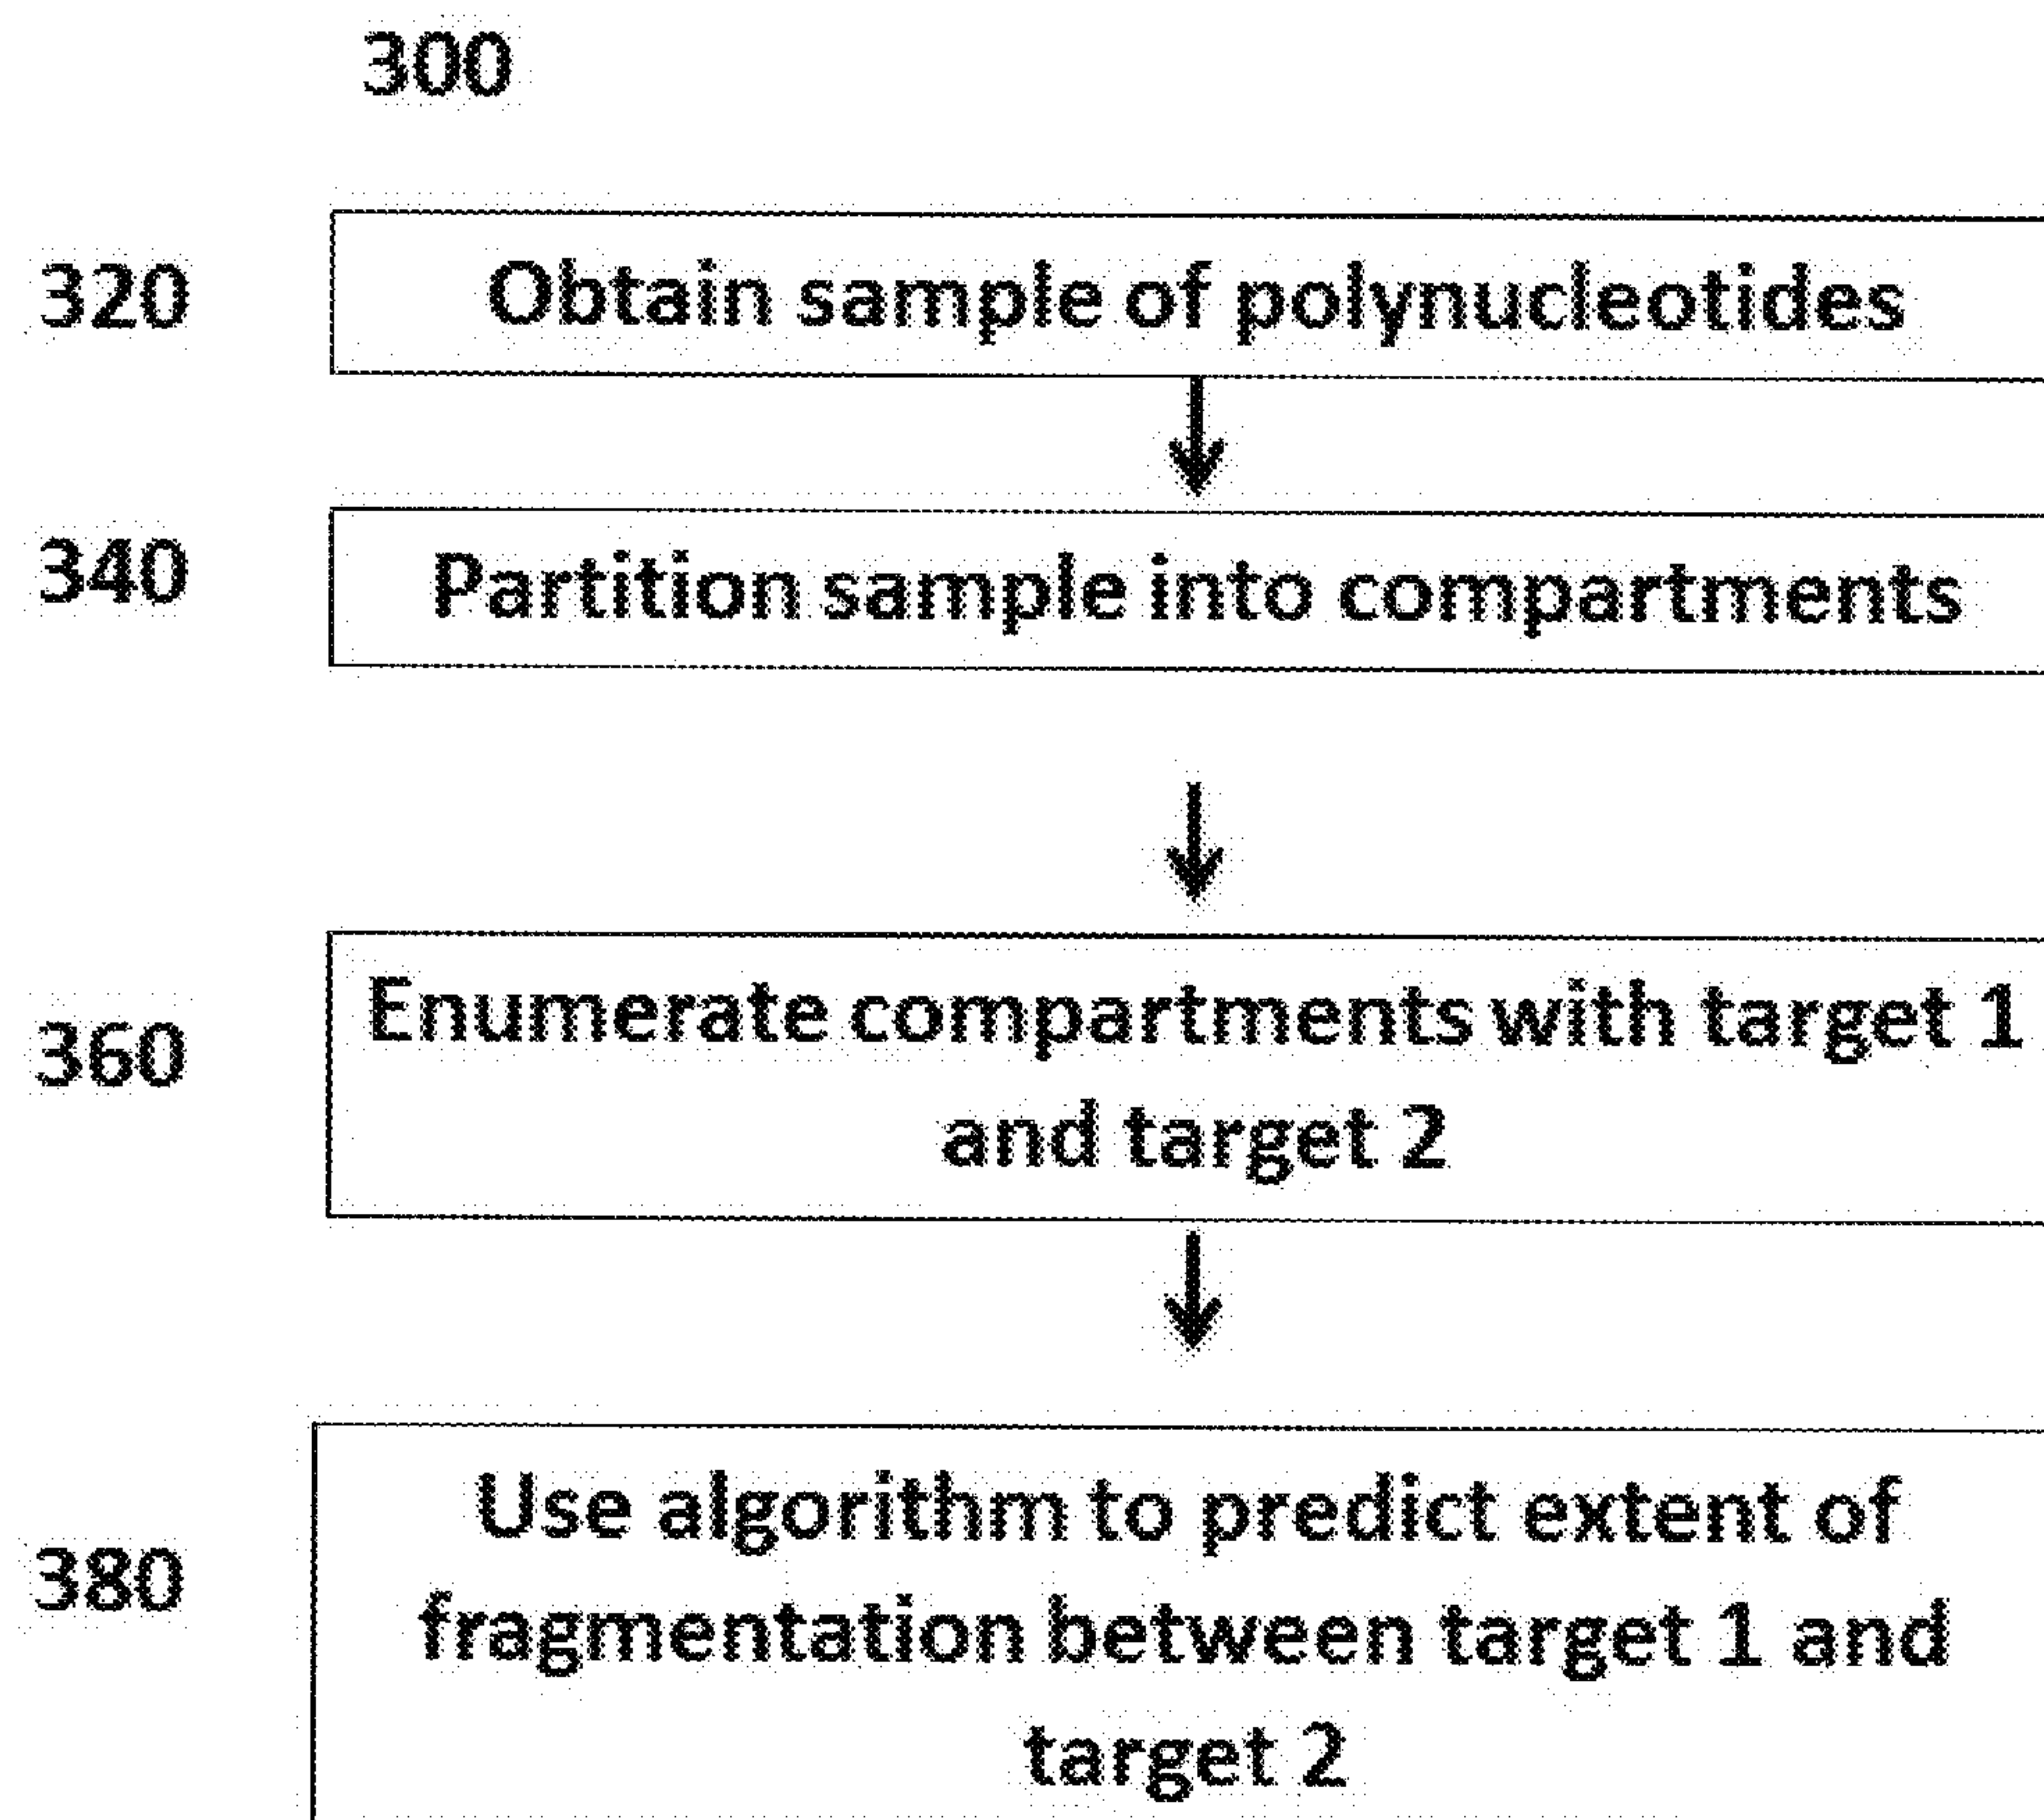 300
320
Obtain sample of polynucleotides
340
Partition sample into compartments
360
Enumerate compartments with target 1
and target 2
380
Use algorithm to predict extent of
fragmentation between target 1 and
target 2